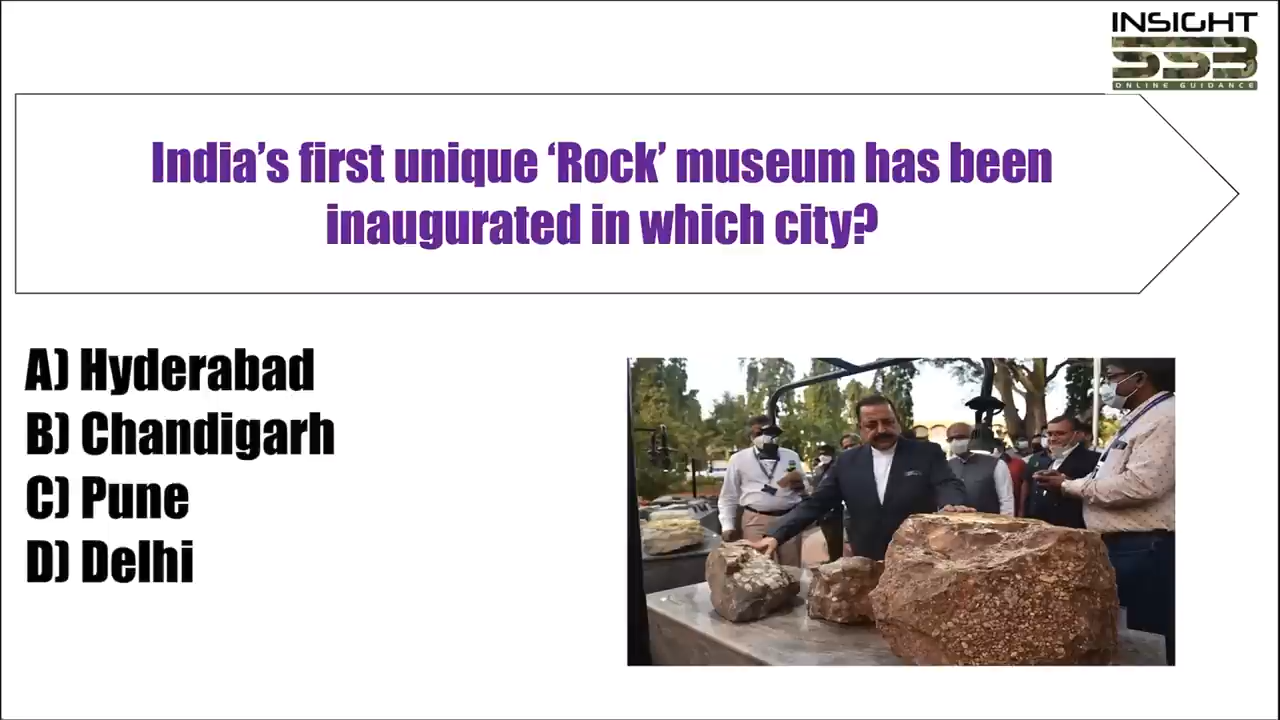 INSIGHT
SSB
ONLINE GUIDANCE
India’s first unique ‘Rock’ museum has been
inaugurated in which city?
A) Hyderabad
B) Chandigarh
C) Pune
D) Delhi